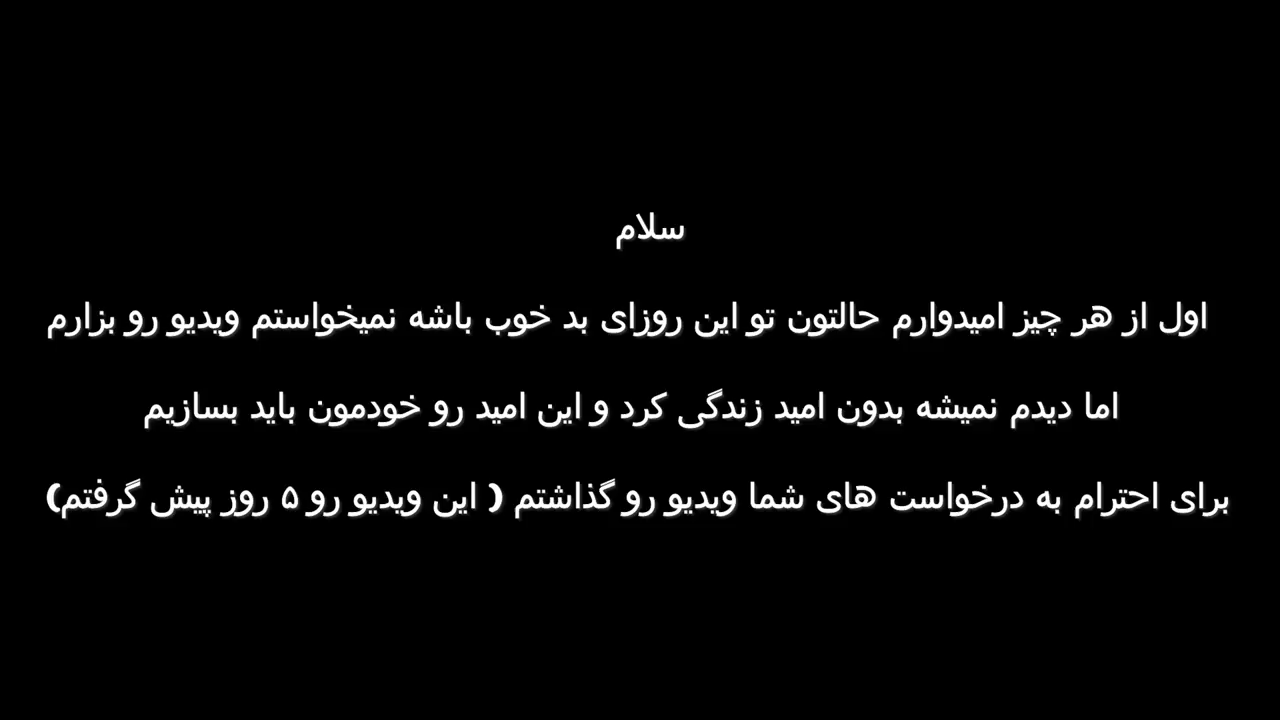 سلام
اول از هر چیز امیدوارم حالتون تو این روزای بد خوب باشه نمیخواستم ویدیو رو بزارم
اما دیدم نمیشه بدون امید زندگی کرد و این امید رو خودمون باید بسازیم
برای احترام به درخواست های شما ویدیو رو گذاشتم ( این ویدیو رو ۵ روز پیش گرفتم)